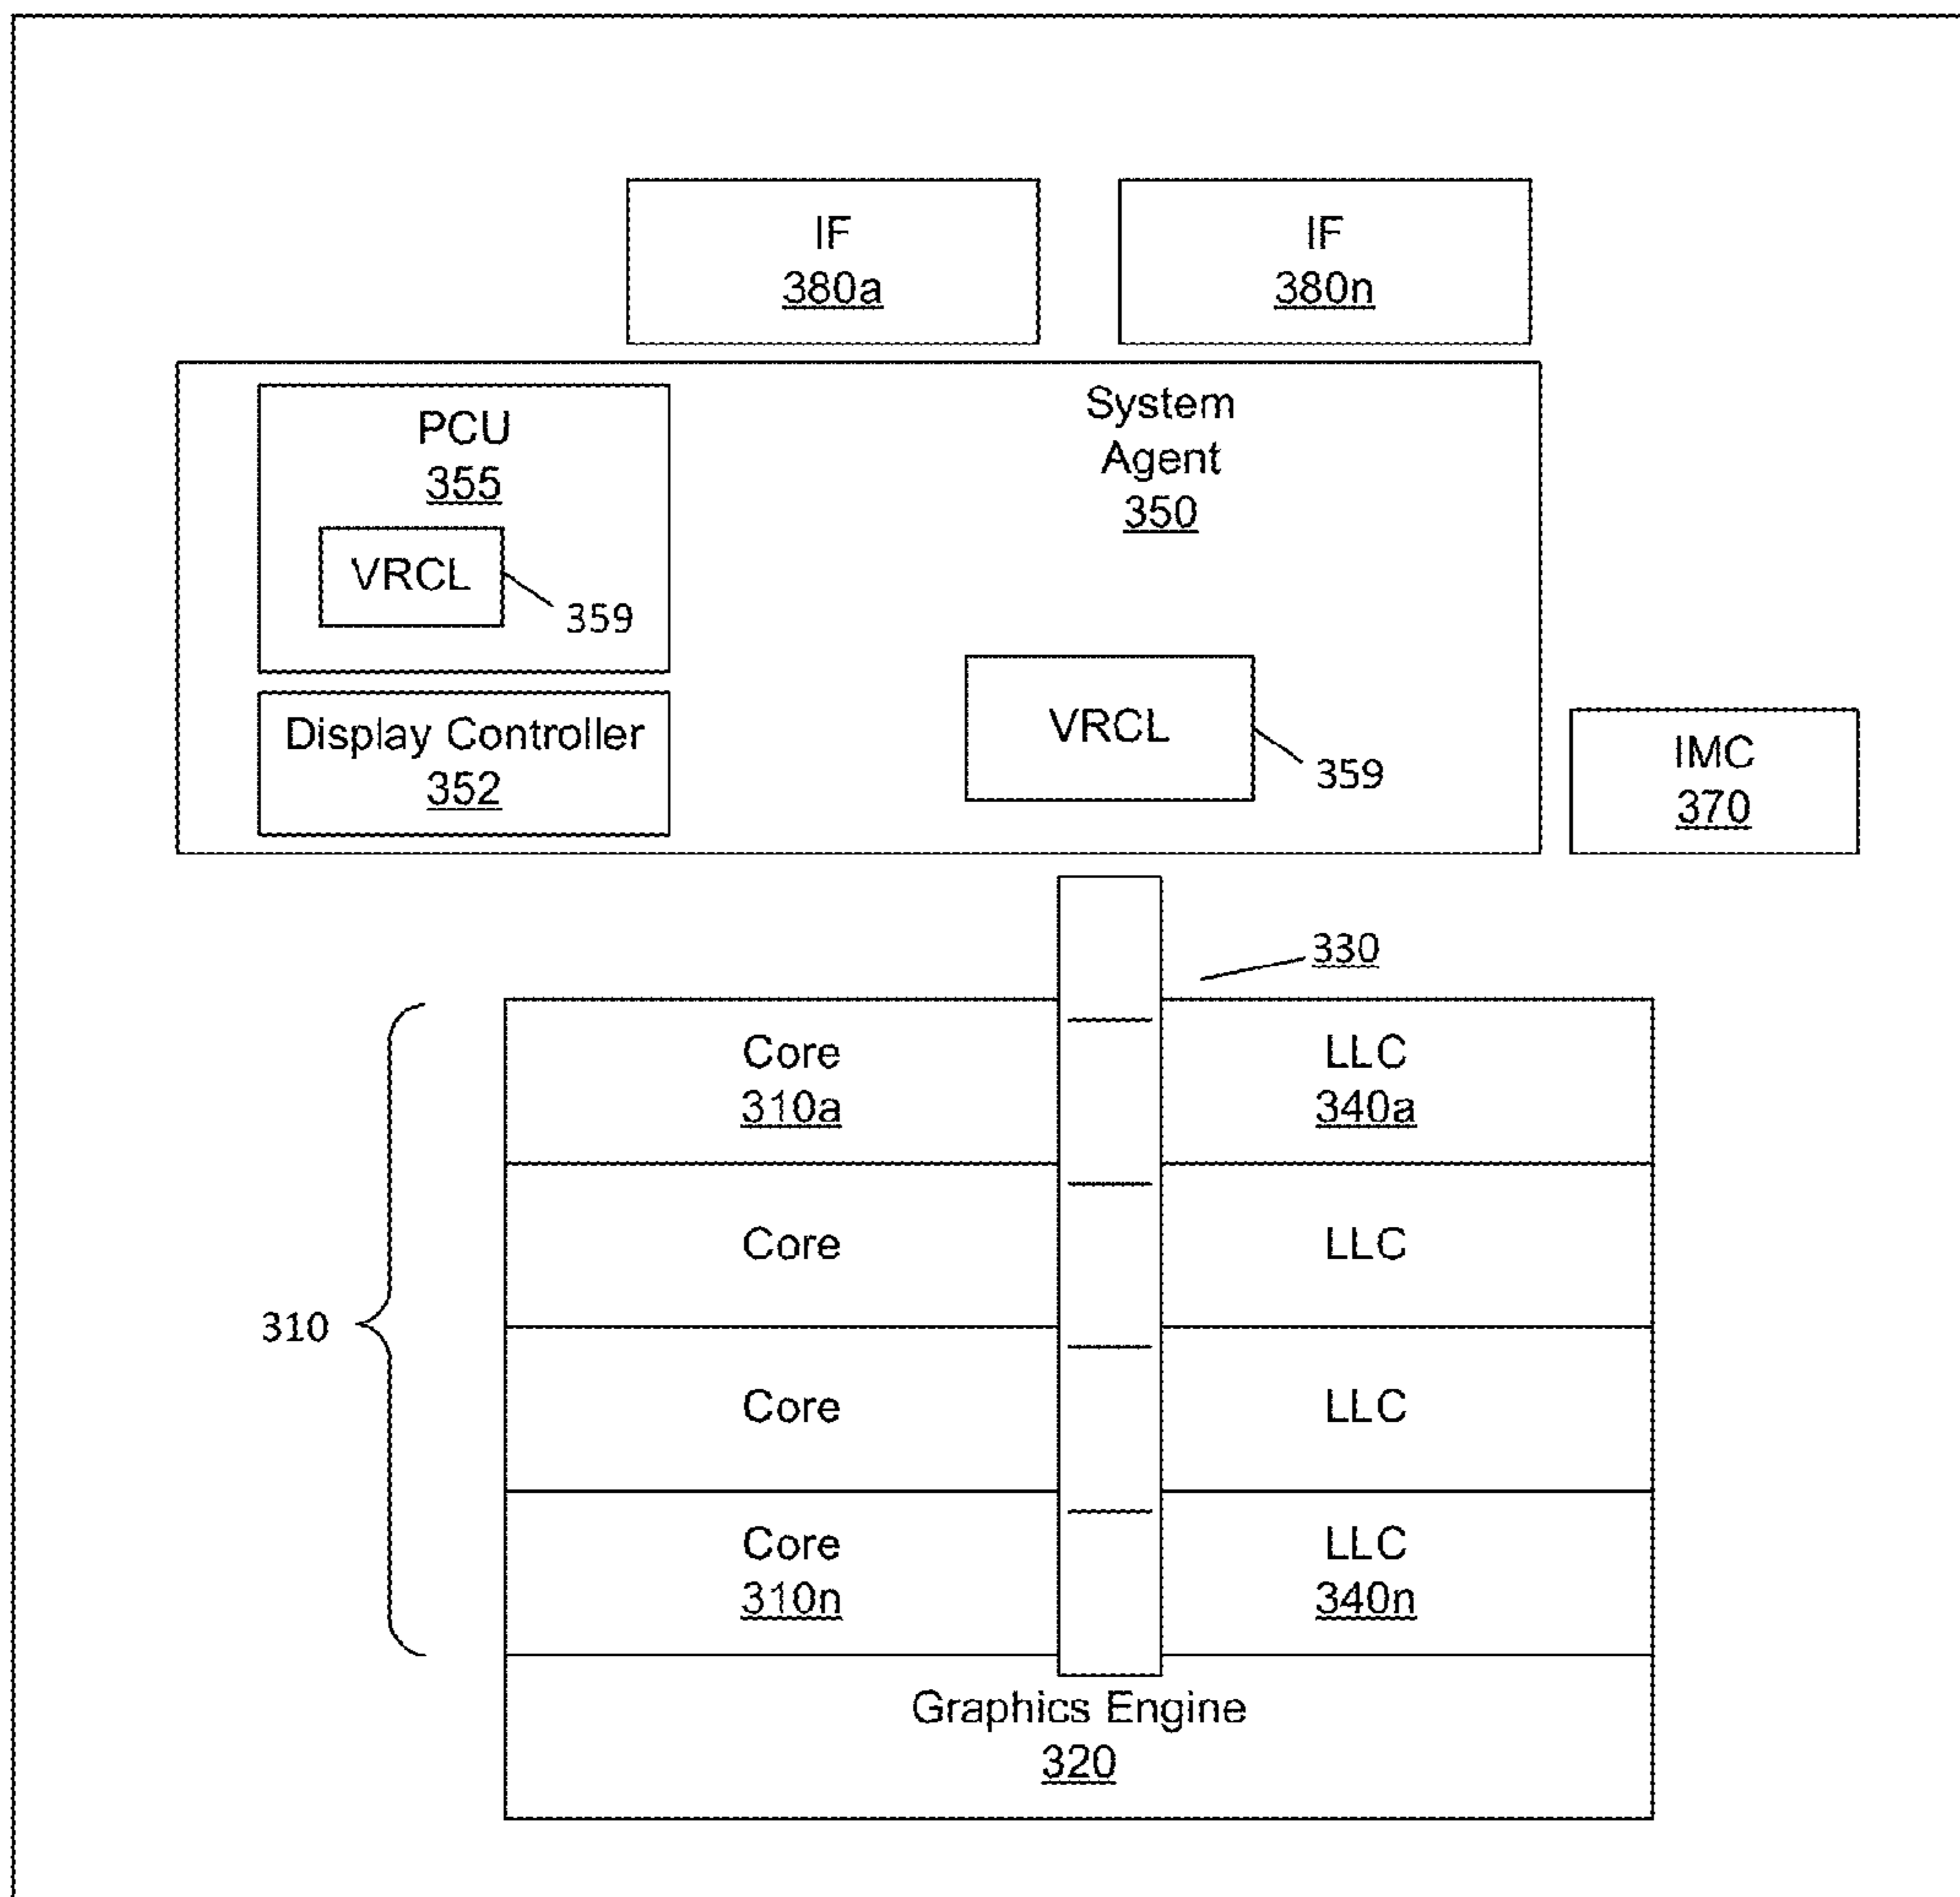 IF
380a
IF
380n
PCU
355
VRCL
359
System
Agent
350
Display Controller
352
VRCL
359
IMC
370
330
310
Core
310a
LLC
340a
Core
LLC
Core
LLC
Core
310n
LLC
340n
Graphics Engine
320